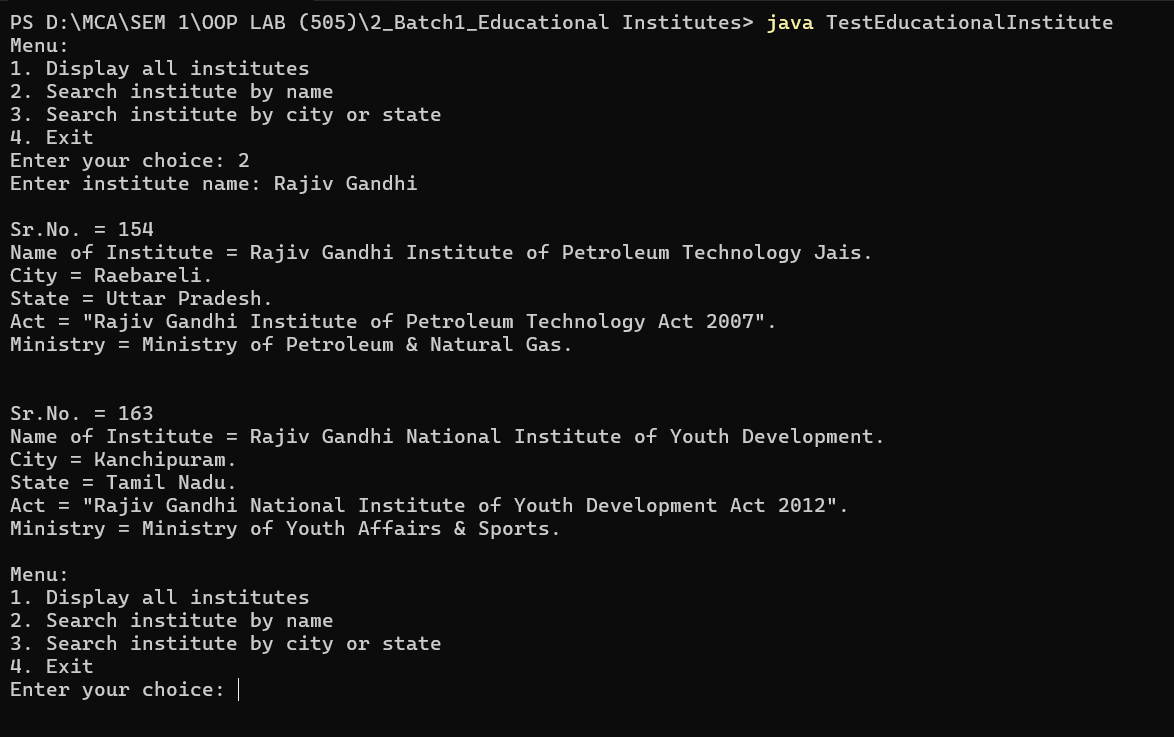 PS D:\MCA\SEM 1\OOP LAB (505)\2_Batch1_Educational Institutes> java TestEducationalInstitute
Menu:
1. Display all institutes
2. Search institute by name
3. Search institute by city or state
4. Exit
Enter your choice: 2
Enter institute name: Rajiv Gandhi
Sr.No. = 154
Name of Institute = Rajiv Gandhi Institute of Petroleum Technology Jais.
City = Raebareli.
State = Uttar Pradesh.
Act = "Rajiv Gandhi Institute of Petroleum Technology Act 2007".
Ministry = Ministry of Petroleum & Natural Gas.
Sr.No. = 163
Name of Institute = Rajiv Gandhi National Institute of Youth Development.
City = Kanchipuram.
State = Tamil Nadu.
Act = "Rajiv Gandhi National Institute of Youth Development Act 2012".
Ministry = Ministry of Youth Affairs & Sports.
Menu:
1. Display all institutes
2. Search institute by name
3. Search institute by city or state
4. Exit
Enter your choice: